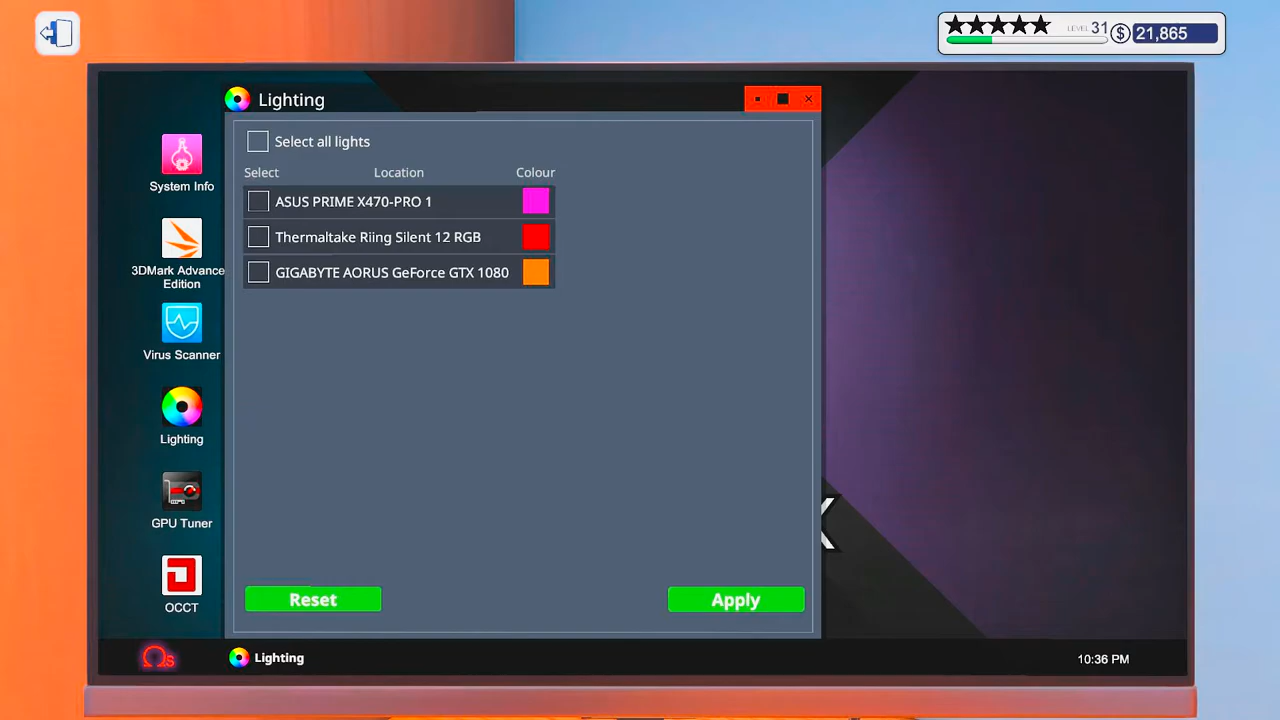 LEVEL 31
$ 21,865
Lighting
Select all lights
Select Location Colour
ASUS PRIME X470-PRO 1
Thermaltake Riing Silent 12 RGB
GIGABYTE AORUS GeForce GTX 1080
Reset
Apply
System Info
3DMark Advance
Edition
Virus Scanner
Lighting
GPU Tuner
OCCT
X
Ωs
Lighting
10:36 PM